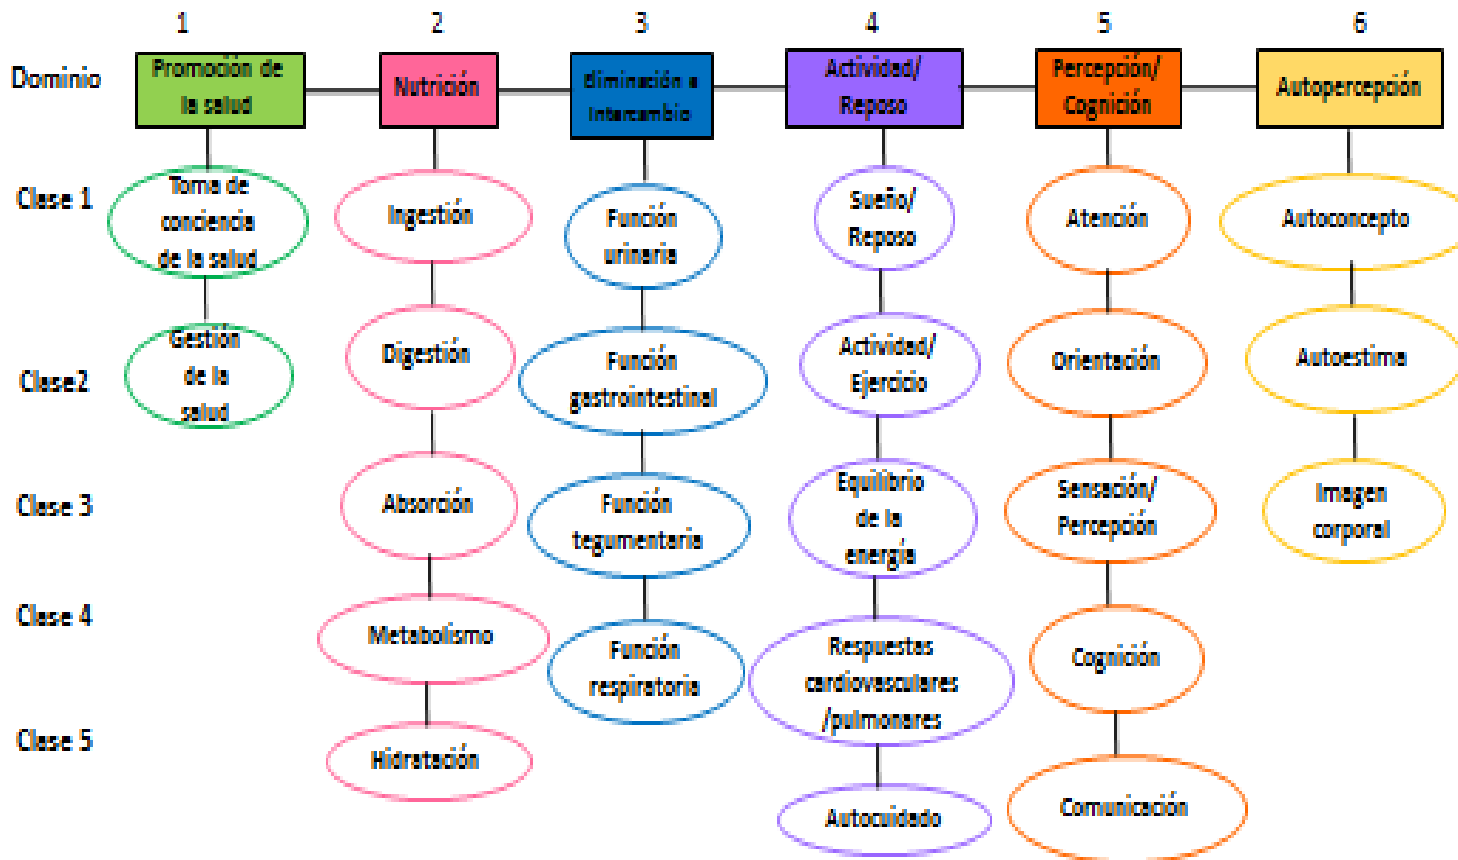 1 2 3 4 5 6
Dominio
Promoción de
la salud
Nutrición
Eliminación e
Intercambio
Actividad/
Reposo
Percepción/
Cognición
Autopercepción
Clase 1
Toma de
conciencia
de la salud
Ingestión
Función
urinaria
Sueño/
Reposo
Atención
Autoconcepto
Clase2
Gestión
de la
salud
Digestión
Función
gastrointestinal
Actividad/
Ejercicio
Orientación
Autoestima
Clase 3
Absorción
Función
tegumentaria
Equilibrio
de la
energía
Sensación/
Percepción
Imagen
corporal
Clase 4
Metabolismo
Función
respiratoria
Respuestas
cardiovasculares
/pulmonares
Cognición
Clase 5
Hidratación
Autocuidado
Comunicación